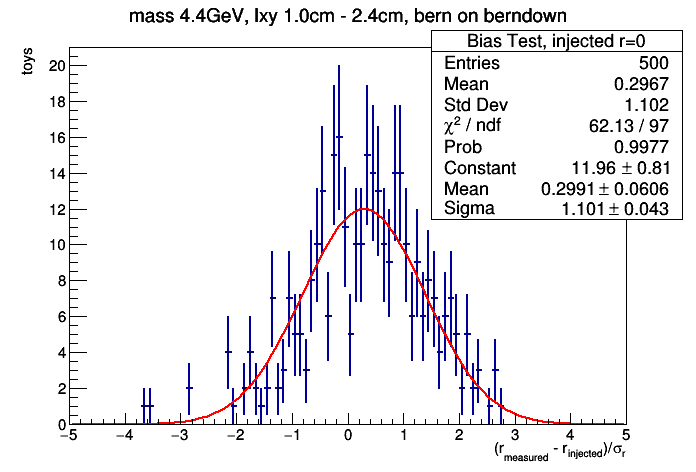 mass 4.4GeV, lxy 1.0cm - 2.4cm, bern on berndown
toys
Bias Test, injected r=0
Entries 500
Mean 0.2967
Std Dev 1.102
χ² / ndf 62.13 / 97
Prob 0.9977
Constant 11.96 ± 0.81
Mean 0.2991 ± 0.0606
Sigma 1.101 ± 0.043
20
18
16
14
12
10
8
6
4
2
0
−5 −4 −3 −2 −1 0 1 2 3 4 5
(r_measured - r_injected)/σ_r